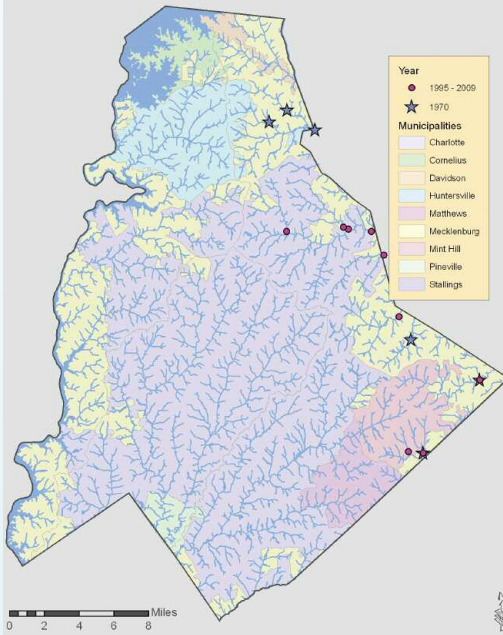 Year
1995 - 2009
1970
Municipalities
Charlotte
Cornelius
Davidson
Huntersville
Matthews
Mecklenburg
Mint Hill
Pineville
Stallings
Miles
0 2 4 8